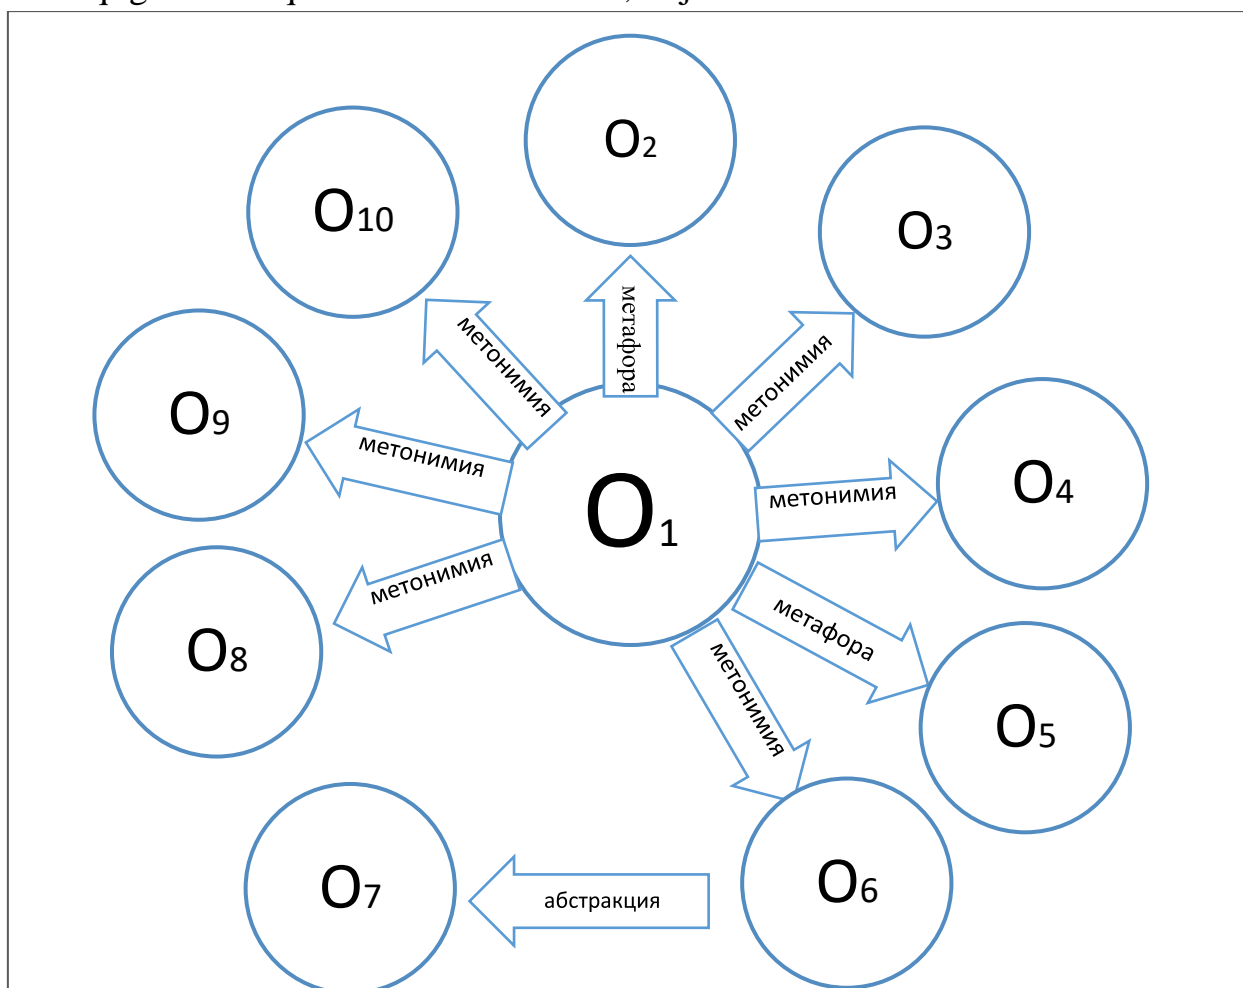 O2
O10
O3
метафора
метонимия
метонимия
O9
метонимия
O4
метонимия
O1
метонимия
O8
метафора
O5
метонимия
O7
абстракция
O6